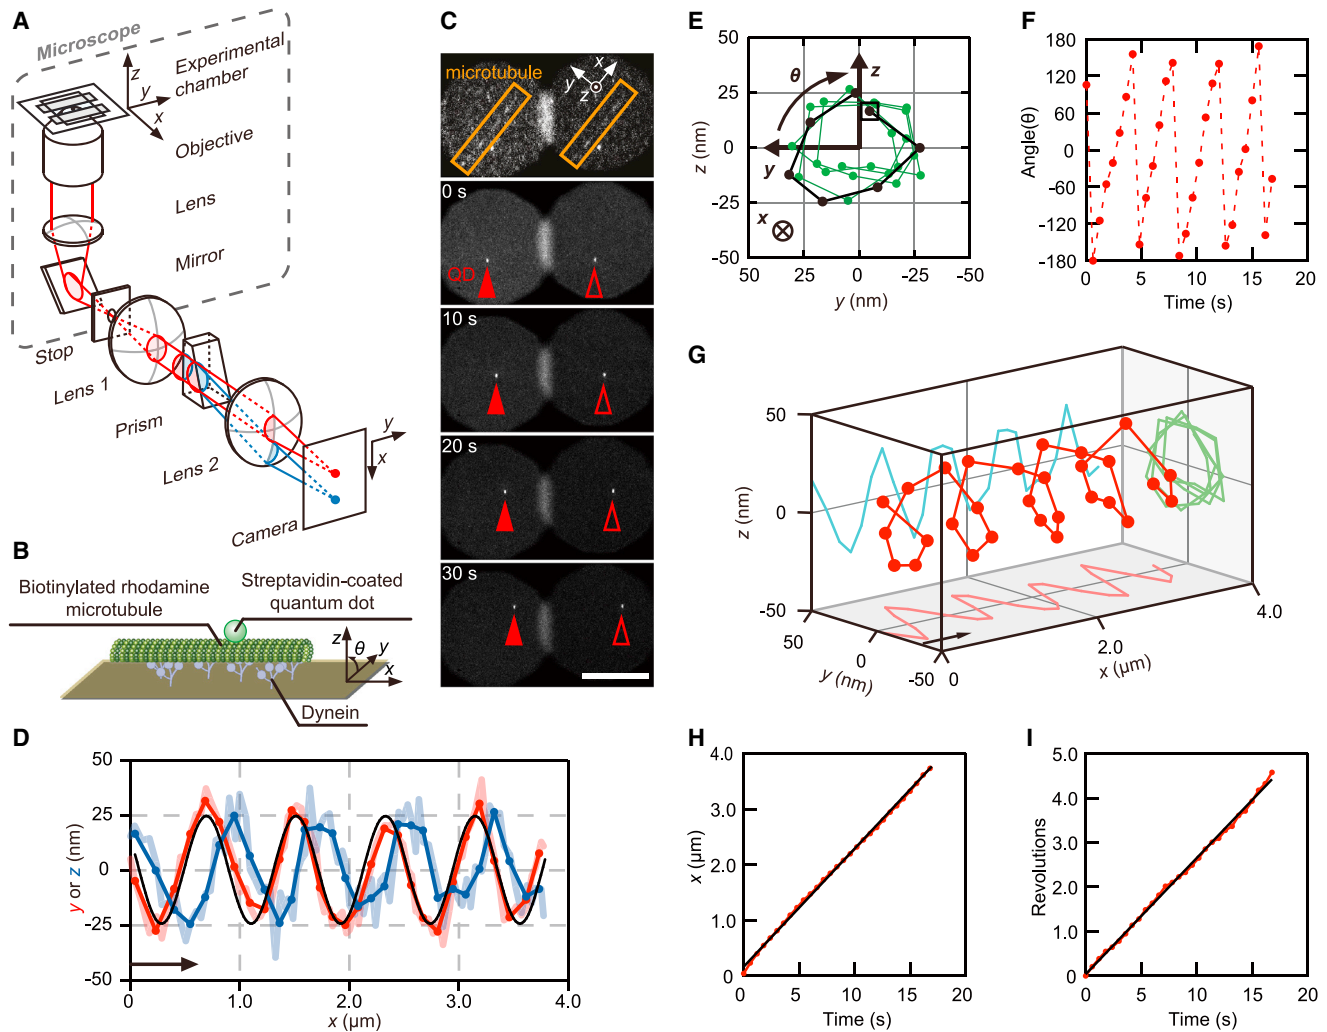 A
Microscope
z
y
x
Experimental
chamber
Objective
Lens
Mirror
Stop
Lens 1
Prism
Lens 2
Camera
y
x
B
Biotinylated rhodamine
microtubule
Streptavidin-coated
quantum dot
z
θ
y
x
Dynein
C
microtubule
x
y
z
0 s
QD
10 s
20 s
30 s
D
50
25
0
-25
-50
y or z (nm)
0
1.0
2.0
3.0
4.0
x (μm)
E
50
25
0
-25
-50
z (nm)
θ
z
y
x
50
25
0
-25
-50
y (nm)
F
180
120
60
0
-60
-120
-180
Angle(θ)
0
5
10
15
20
Time (s)
G
50
0
-50
z (nm)
50
0
-50
y (nm)
0
2.0
4.0
x (μm)
H
4.0
3.0
2.0
1.0
0
x (μm)
0
5
10
15
20
Time (s)
I
5.0
4.0
3.0
2.0
1.0
0
Revolutions
0
5
10
15
20
Time (s)